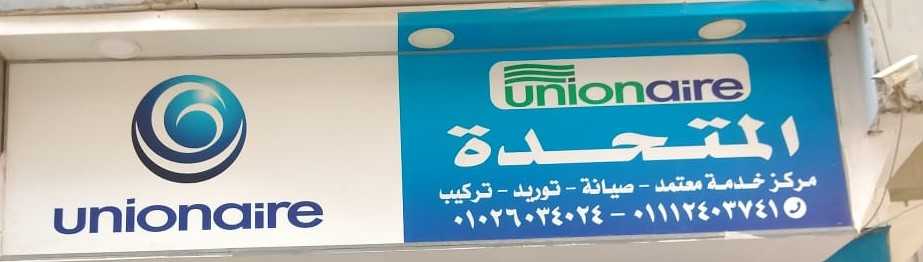 unionaire
unionaire
المتحدة
مركز خدمة معتمد - صيانة - توريد - تركيب
٠١١١٢٤٠٣٧٤١ - ٠١٠٢٦٠٣٤٠٢٤